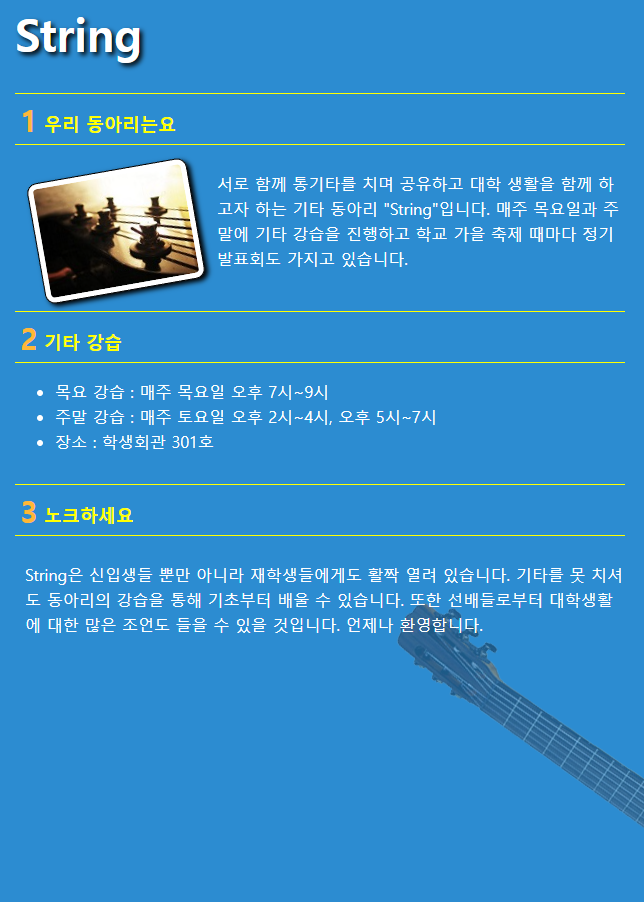 String
1 우리 동아리는요
서로 함께 통기타를 치며 공유하고 대학 생활을 함께 하
고자 하는 기타 동아리 "String"입니다. 매주 목요일과 주
말에 기타 강습을 진행하고 학교 가을 축제 때마다 정기
발표회도 가지고 있습니다.
2 기타 강습
• 목요 강습 : 매주 목요일 오후 7시~9시
• 주말 강습 : 매주 토요일 오후 2시~4시, 오후 5시~7시
• 장소 : 학생회관 301호
3 노크하세요
String은 신입생들 뿐만 아니라 재학생들에게도 활짝 열려 있습니다. 기타를 못 치셔
도 동아리의 강습을 통해 기초부터 배울 수 있습니다. 또한 선배들로부터 대학생활
에 대한 많은 조언도 들을 수 있을 것입니다. 언제나 환영합니다.